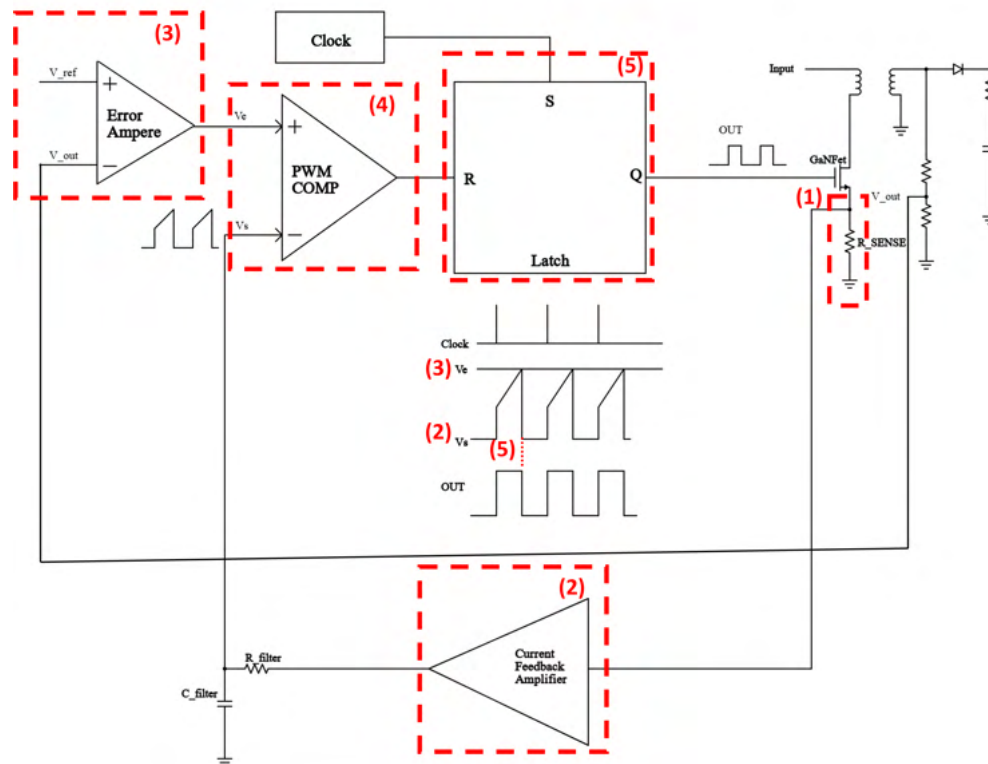 (3)
Clock
(5)
V_ref
+
Error
Ampere
V_out
−
(4)
Ve
+
PWM
COMP
Vs
−
S
R
Q
Latch
OUT
Input
GaNFet
V_out
(1)
R_SENSE
Clock
(3) Ve
(2) Vs
(5)
OUT
(2)
Current
Feedback
Amplifier
R_filter
C_filter